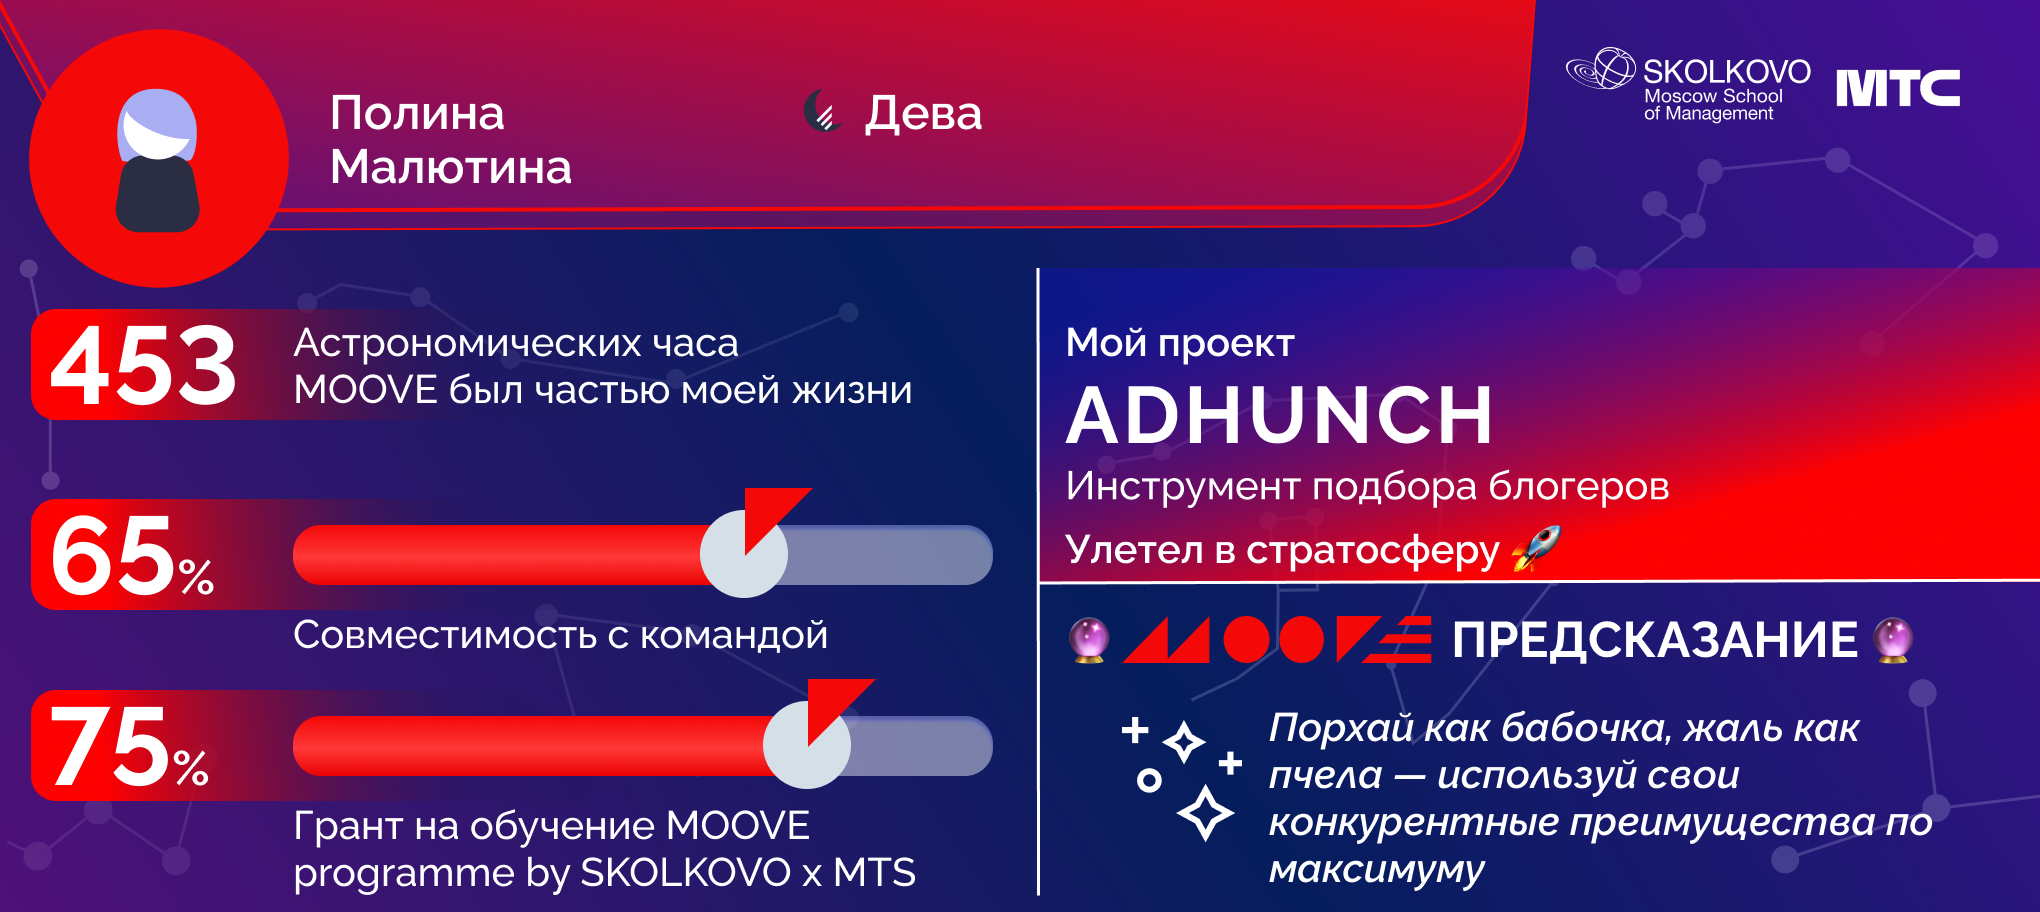 Полина
Малютина
Дева
SKOLKOVO
Moscow School
of Management
МТС
453
Астрономических часа
MOOVE был частью моей жизни
65%
Совместимость с командой
75%
Грант на обучение MOOVE
programme by SKOLKOVO x MTS
Мой проект
ADHUNCH
Инструмент подбора блогеров
Улетел в стратосферу 🚀
🔮 MOOVE ПРЕДСКАЗАНИЕ 🔮
Порхай как бабочка, жаль как
пчела — используй свои
конкурентные преимущества по
максимуму